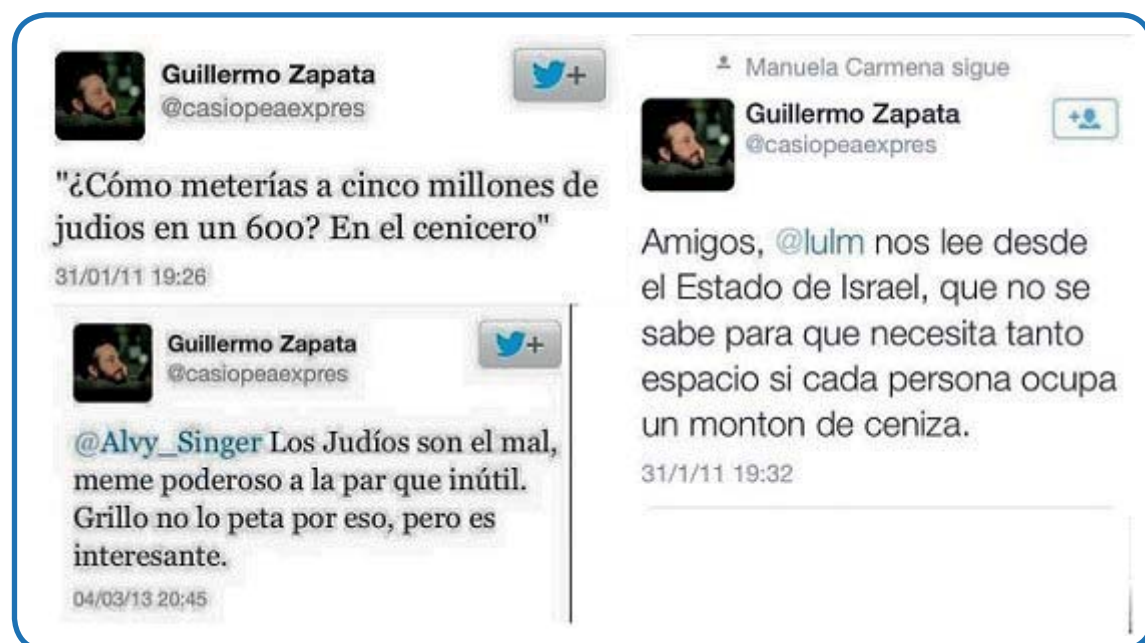 Guillermo Zapata
@casiopeaexpres
"¿Cómo meterías a cinco millones de
judios en un 600? En el cenicero"
31/01/11 19:26
Guillermo Zapata
@casiopeaexpres
@Alvy_Singer Los Judíos son el mal,
meme poderoso a la par que inútil.
Grillo no lo peta por eso, pero es
interesante.
04/03/13 20:45
Manuela Carmena sigue
Guillermo Zapata
@casiopeaexpres
Amigos, @lulm nos lee desde
el Estado de Israel, que no se
sabe para que necesita tanto
espacio si cada persona ocupa
un monton de ceniza.
31/1/11 19:32